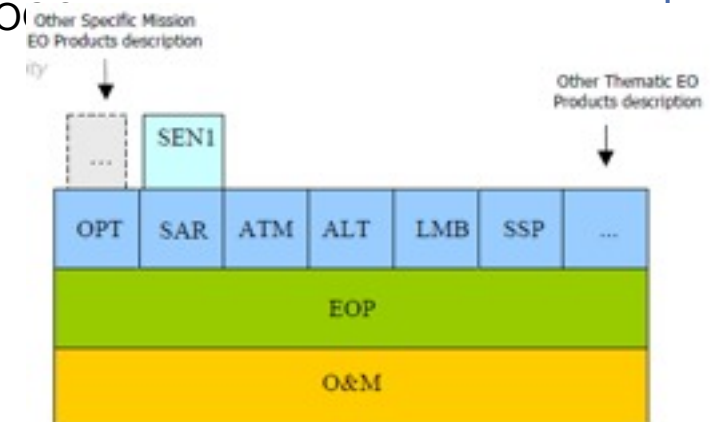 Other Specific Mission
EO Products description
Other Thematic EO
Products description
...
SEN1
OPT SAR ATM ALT LMB SSP ...
EOP
O&M